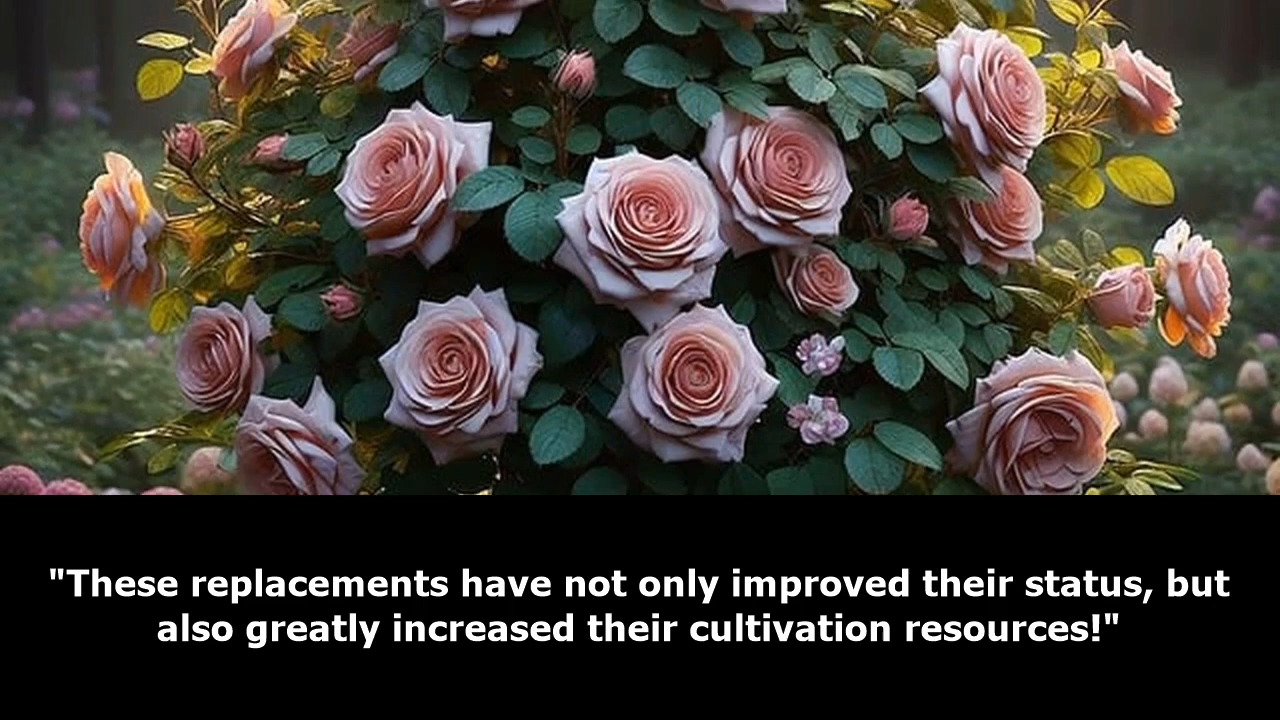 "These replacements have not only improved their status, but
also greatly increased their cultivation resources!"